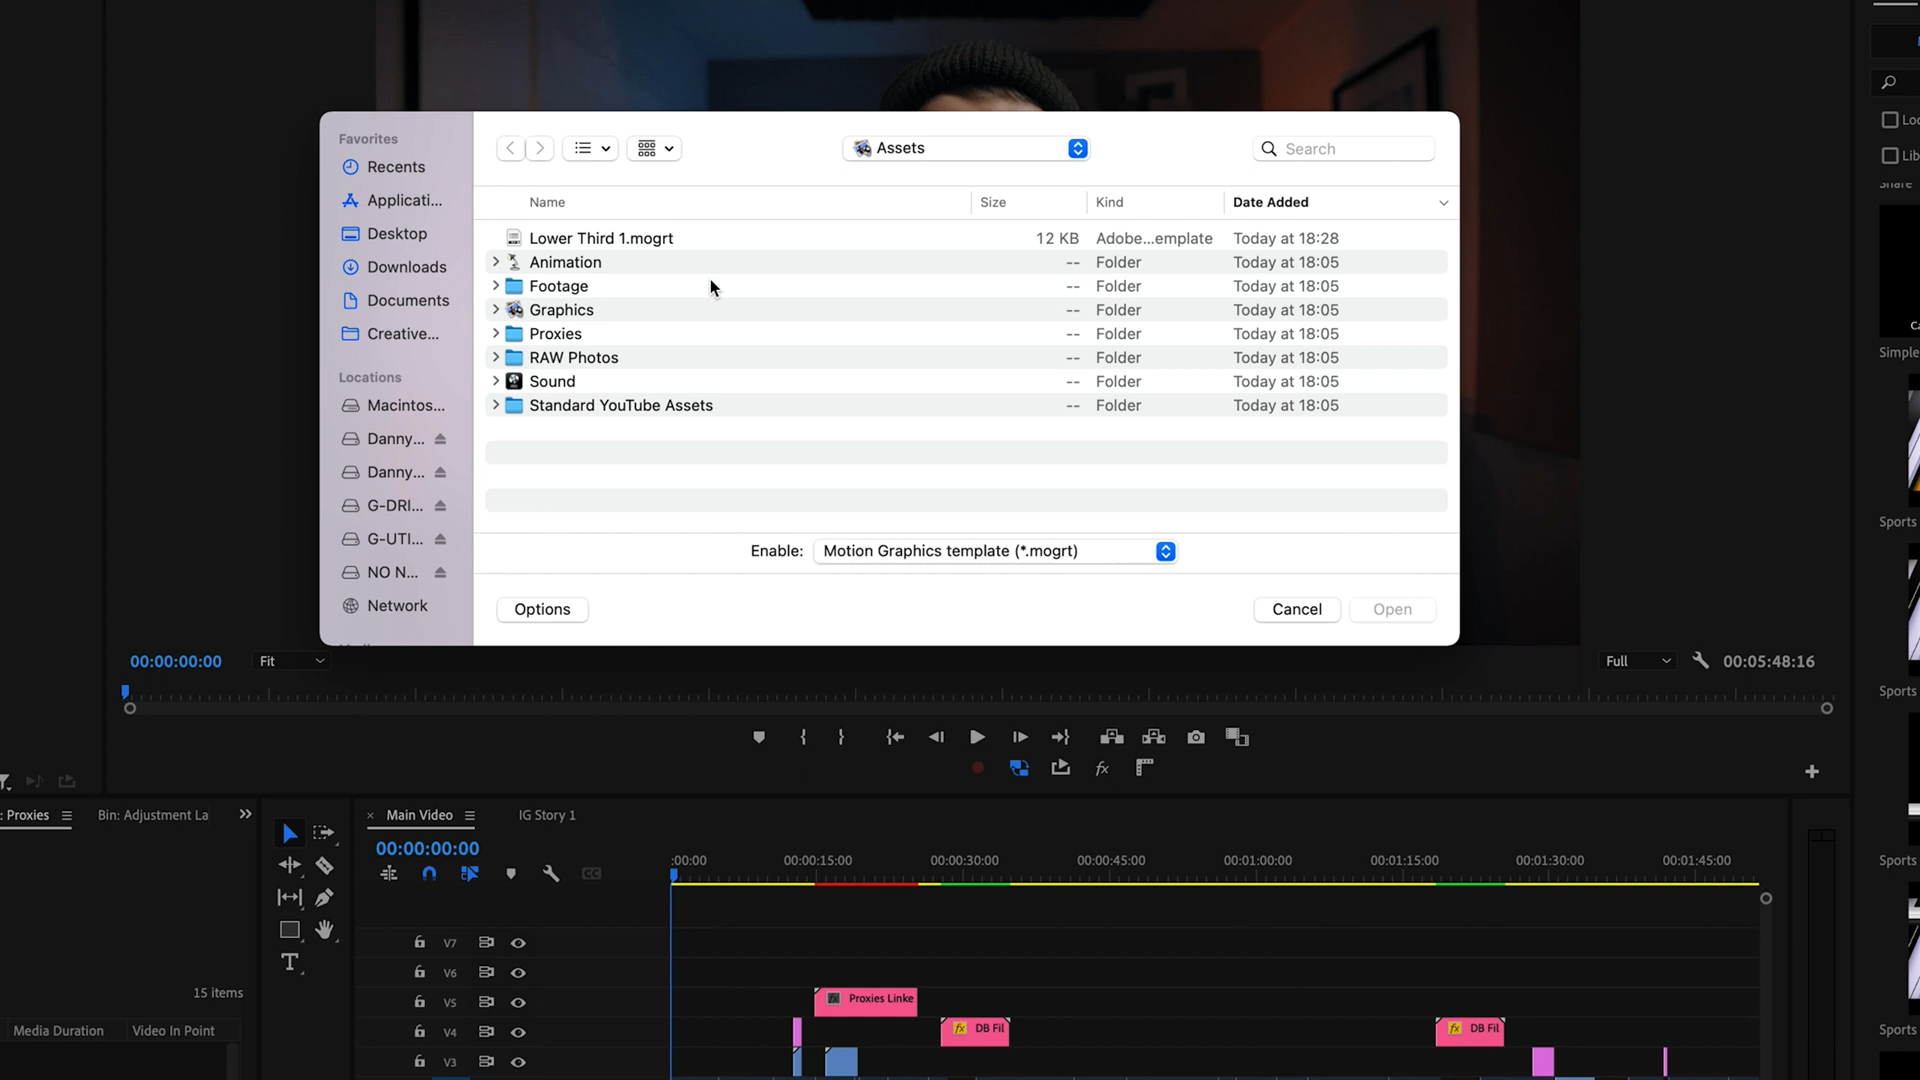 Favorites
Recents
Applicati...
Desktop
Downloads
Documents
Creative...
Locations
Macintos...
Danny...
Danny...
G-DRI...
G-UTI...
NO N...
Network
Assets
Search
Name Size Kind Date Added
Lower Third 1.mogrt 12 KB Adobe...emplate Today at 18:28
Animation -- Folder Today at 18:05
Footage -- Folder Today at 18:05
Graphics -- Folder Today at 18:05
Proxies -- Folder Today at 18:05
RAW Photos -- Folder Today at 18:05
Sound -- Folder Today at 18:05
Standard YouTube Assets -- Folder Today at 18:05
Enable: Motion Graphics template (*.mogrt)
Options Cancel Open
Loc
Lib
Share
Ca
Simple
Sports
Sports
Sports
Sports
00:00:00:00 Fit Full 00:05:48:16
: Proxies Bin: Adjustment La
15 items
Media Duration Video In Point
Main Video IG Story 1
00:00:00:00
:00:00 00:00:15:00 00:00:30:00 00:00:45:00 00:01:00:00 00:01:15:00 00:01:30:00 00:01:45:00
V7
V6
V5 fx Proxies Linke
V4 fx DB Fil fx DB Fil
V3